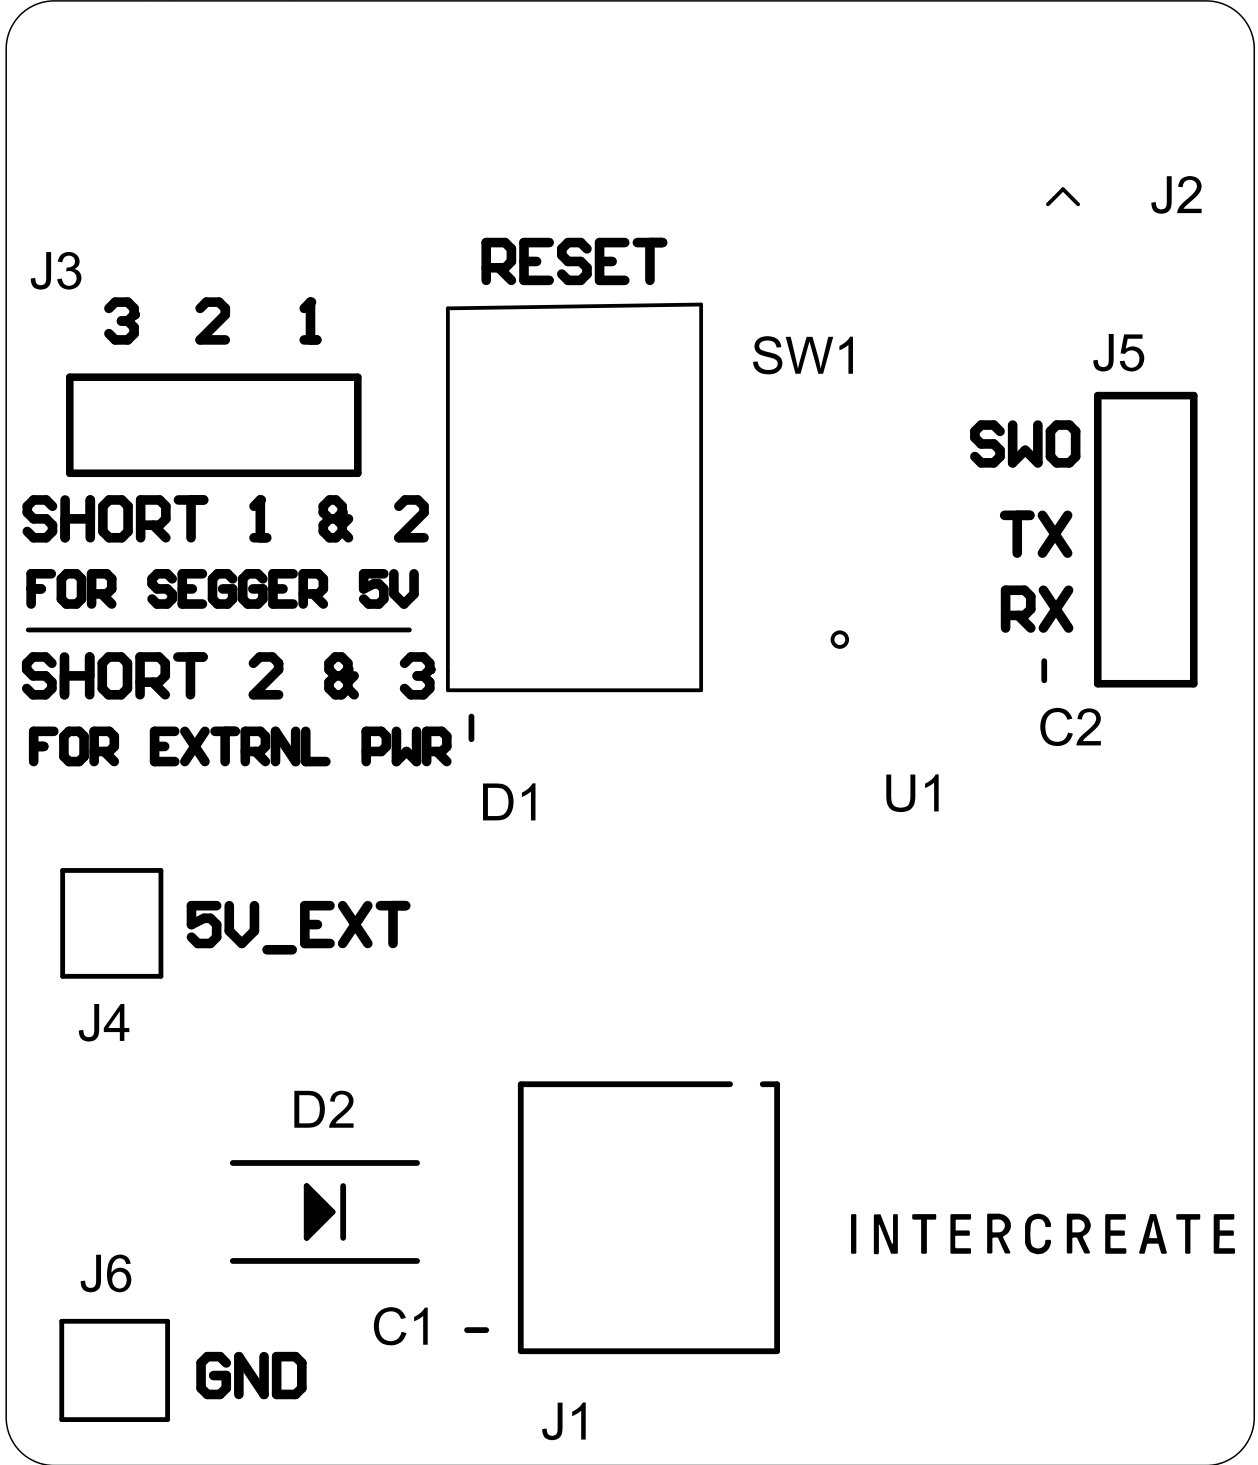 J2
RESET
J3
3 2 1
SW1
J5
SWO
SHORT 1 & 2
TX
FOR SEGGER 5V
RX
SHORT 2 & 3
C2
FOR EXTRNL PWR
D1
U1
5V_EXT
J4
D2
INTERCREATE
J6
C1
GND
J1